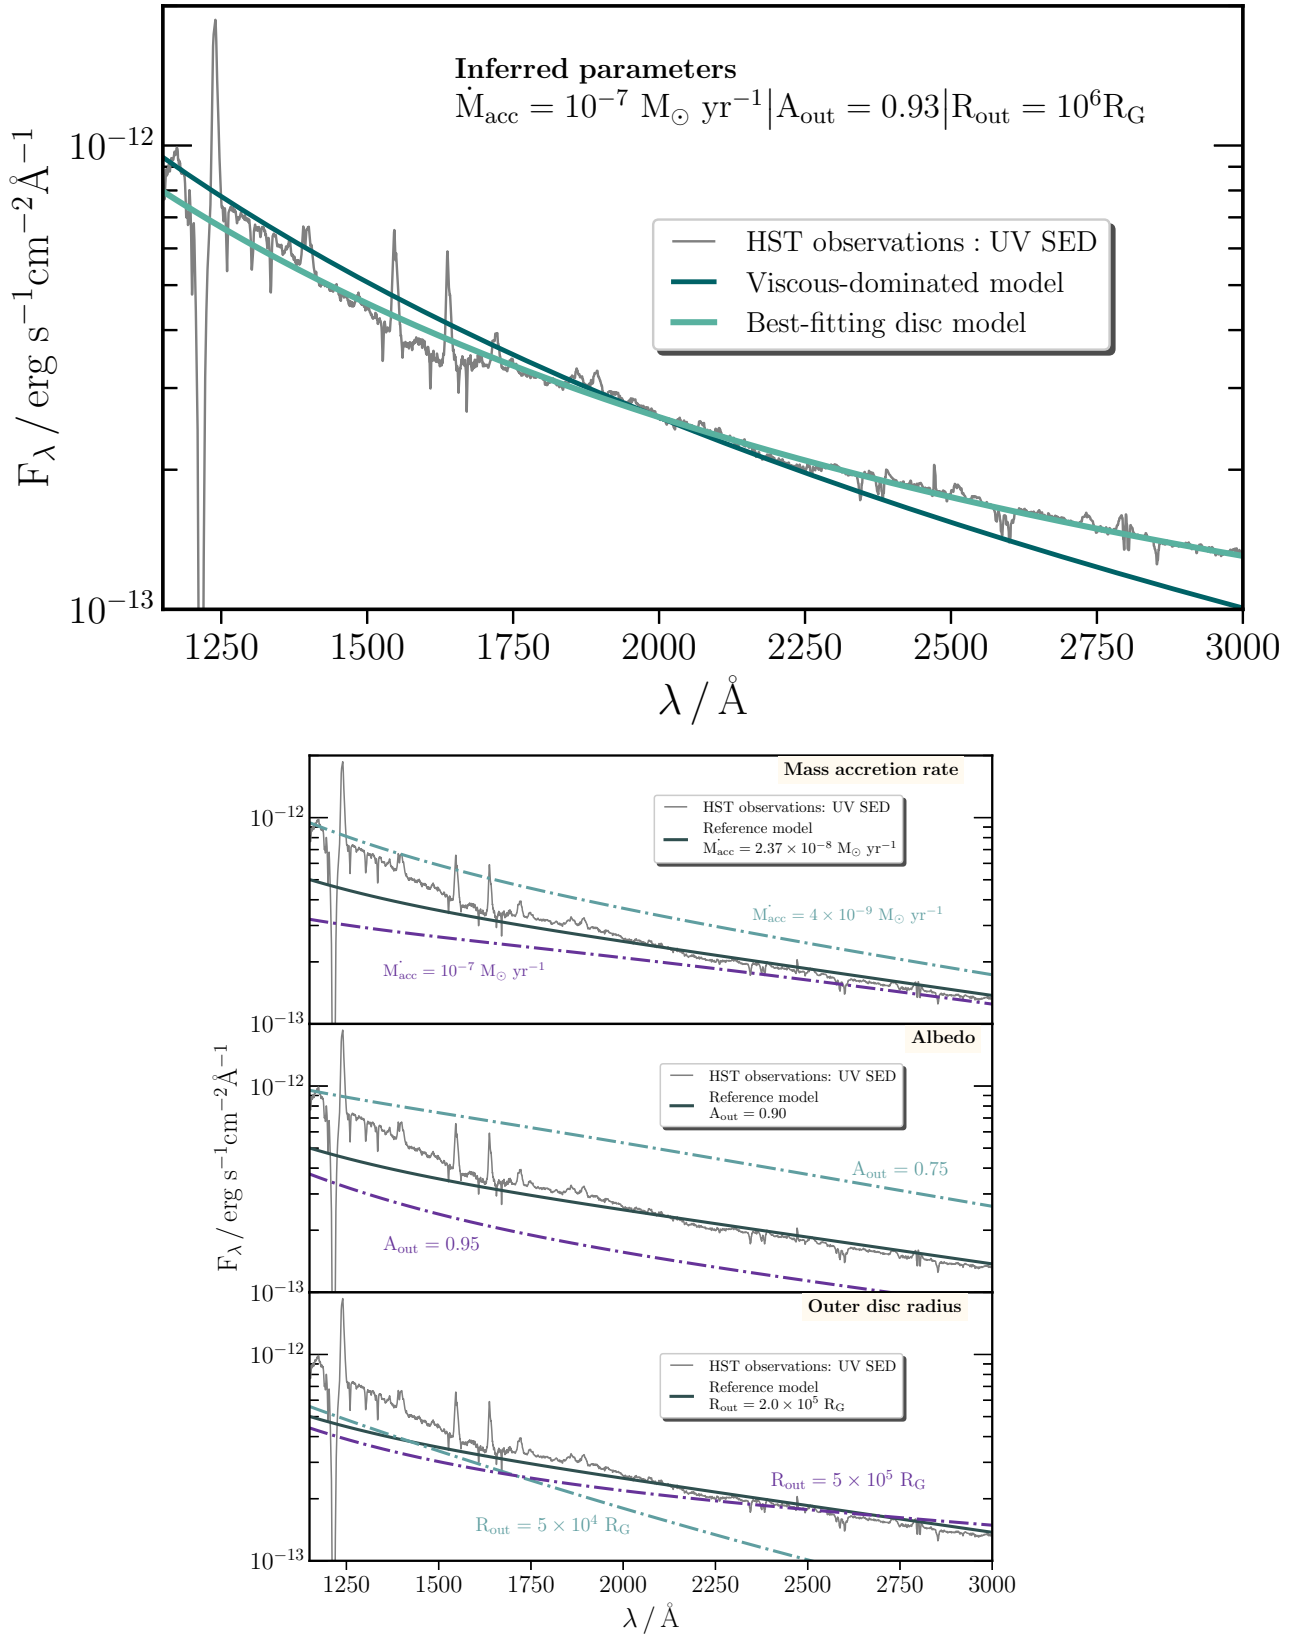 Inferred parameters
Ṁacc = 10⁻⁷ M⊙ yr⁻¹|Aout = 0.93|Rout = 10⁶RG
HST observations : UV SED
Viscous-dominated model
Best-fitting disc model
10⁻¹²
10⁻¹³
Fλ / erg s⁻¹cm⁻²Å⁻¹
1250 1500 1750 2000 2250 2500 2750 3000
λ / Å
Mass accretion rate
HST observations: UV SED
Reference model
Ṁacc = 2.37 × 10⁻⁸ M⊙ yr⁻¹
Ṁacc = 4 × 10⁻⁹ M⊙ yr⁻¹
Ṁacc = 10⁻⁷ M⊙ yr⁻¹
10⁻¹²
10⁻¹³
Albedo
HST observations: UV SED
Reference model
Aout = 0.90
Aout = 0.75
Aout = 0.95
10⁻¹²
10⁻¹³
Fλ / erg s⁻¹cm⁻²Å⁻¹
Outer disc radius
HST observations: UV SED
Reference model
Rout = 2.0 × 10⁵ RG
Rout = 5 × 10⁵ RG
Rout = 5 × 10⁴ RG
10⁻¹²
10⁻¹³
1250 1500 1750 2000 2250 2500 2750 3000
λ / Å